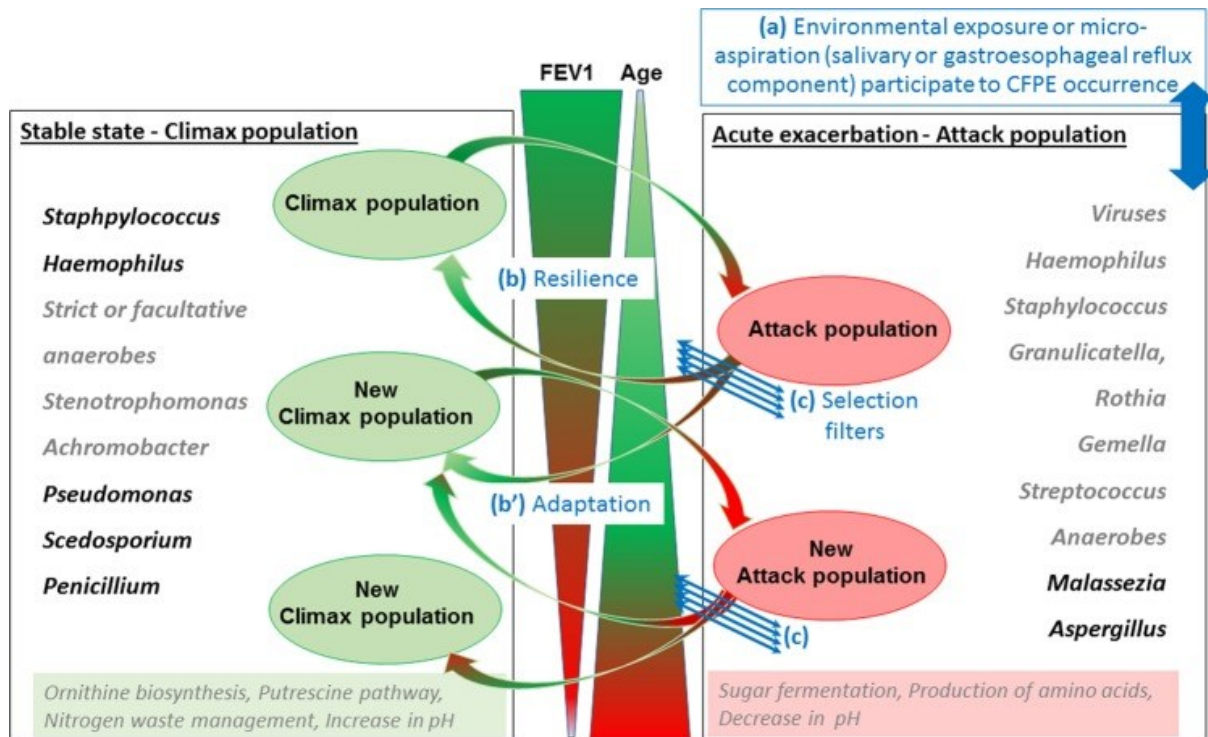 (a) Environmental exposure or micro-
aspiration (salivary or gastroesophageal reflux
component) participate to CFPE occurrence
FEV1
Age
Stable state - Climax population
Staphpylococcus
Haemophilus
Strict or facultative
anaerobes
Stenotrophomonas
Achromobacter
Pseudomonas
Scedosporium
Penicillium
Ornithine biosynthesis, Putrescine pathway,
Nitrogen waste management, Increase in pH
Climax population
New
Climax population
New
Climax population
(b) Resilience
(b’) Adaptation
Acute exacerbation - Attack population
Attack population
(c) Selection
filters
New
Attack population
(c)
Viruses
Haemophilus
Staphylococcus
Granulicatella,
Rothia
Gemella
Streptococcus
Anaerobes
Malassezia
Aspergillus
Sugar fermentation, Production of amino acids,
Decrease in pH